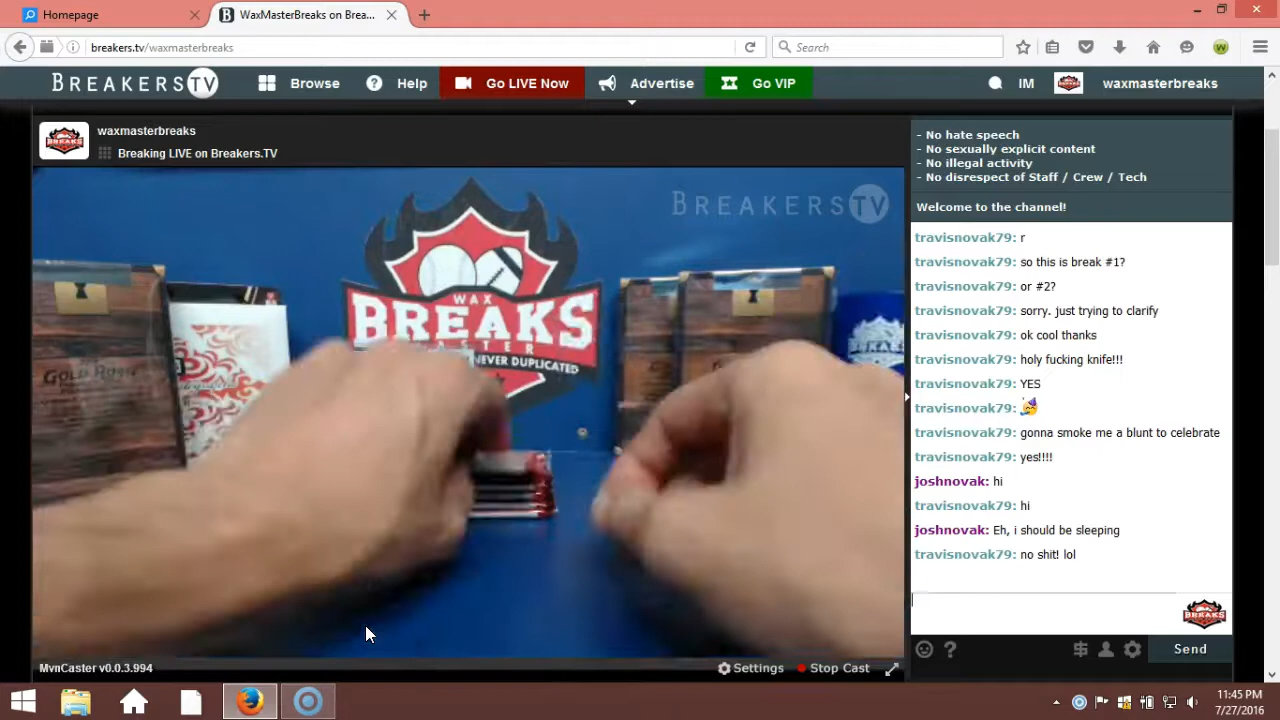 Homepage
WaxMasterBreaks on Brea...
breakers.tv/waxmasterbreaks
Search
BREAKERS TV
Browse
Help
Go LIVE Now
Advertise
Go VIP
IM
waxmasterbreaks
waxmasterbreaks
Breaking LIVE on Breakers.TV
BREAKERS TV
WAX
BREAKS
NEVER DUPLICATED
- No hate speech
- No sexually explicit content
- No illegal activity
- No disrespect of Staff / Crew / Tech
Welcome to the channel!
travisnovak79: r
travisnovak79: so this is break #1?
travisnovak79: or #2?
travisnovak79: sorry. just trying to clarify
travisnovak79: ok cool thanks
travisnovak79: holy fucking knife!!!
travisnovak79: YES
travisnovak79:
travisnovak79: gonna smoke me a blunt to celebrate
travisnovak79: yes!!!!
joshnovak: hi
travisnovak79: hi
joshnovak: Eh, i should be sleeping
travisnovak79: no shit! lol
MvnCaster v0.0.3.994
Settings
Stop Cast
Send
11:45 PM
7/27/2016